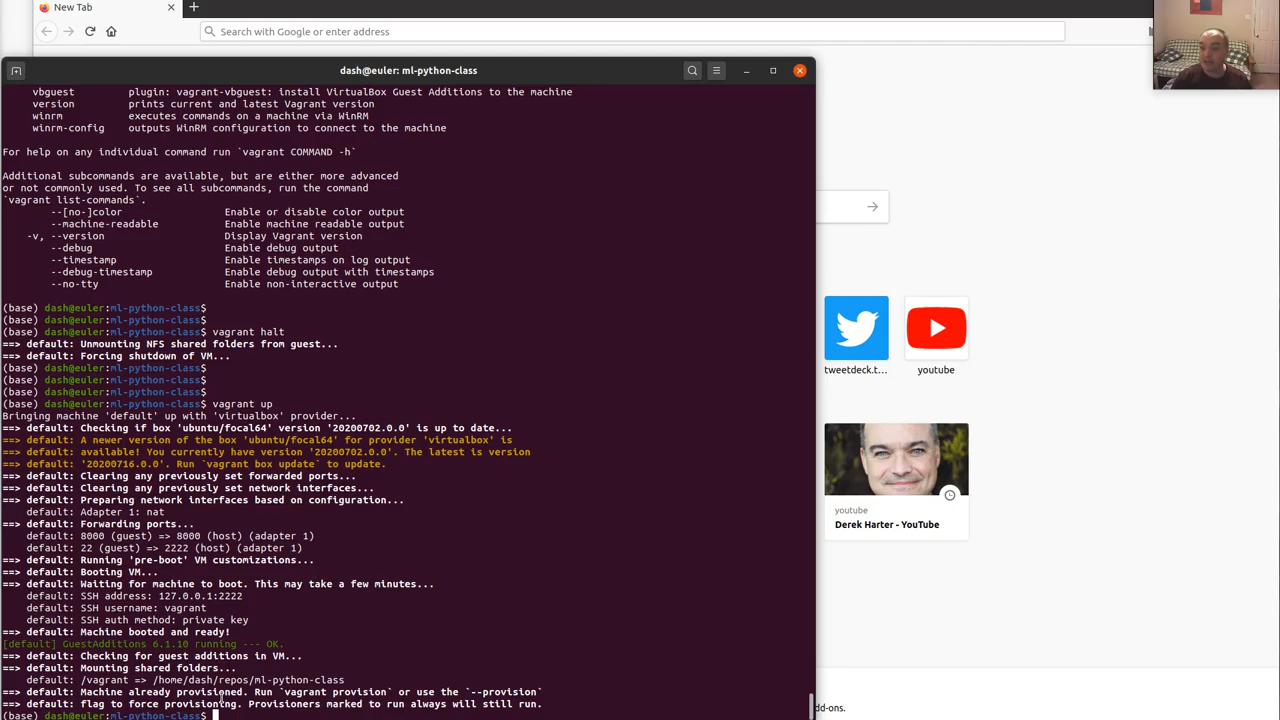 New Tab
Search with Google or enter address
dash@euler: ml-python-class
vbguest plugin: vagrant-vbguest: install VirtualBox Guest Additions to the machine
version prints current and latest Vagrant version
winrm executes commands on a machine via WinRM
winrm-config outputs WinRM configuration to connect to the machine
For help on any individual command run `vagrant COMMAND -h`
Additional subcommands are available, but are either more advanced
or not commonly used. To see all subcommands, run the command
`vagrant list-commands`.
--[no-]color Enable or disable color output
--machine-readable Enable machine readable output
-v, --version Display Vagrant version
--debug Enable debug output
--timestamp Enable timestamps on log output
--debug-timestamp Enable debug output with timestamps
--no-tty Enable non-interactive output
(base) dash@euler:ml-python-class$
(base) dash@euler:ml-python-class$
(base) dash@euler:ml-python-class$ vagrant halt
==> default: Unmounting NFS shared folders from guest...
==> default: Forcing shutdown of VM...
(base) dash@euler:ml-python-class$
(base) dash@euler:ml-python-class$
(base) dash@euler:ml-python-class$
(base) dash@euler:ml-python-class$ vagrant up
Bringing machine 'default' up with 'virtualbox' provider...
==> default: Checking if box 'ubuntu/focal64' version '20200702.0.0' is up to date...
==> default: A newer version of the box 'ubuntu/focal64' for provider 'virtualbox' is
==> default: available! You currently have version '20200702.0.0'. The latest is version
==> default: '20200716.0.0'. Run `vagrant box update` to update.
==> default: Clearing any previously set forwarded ports...
==> default: Clearing any previously set network interfaces...
==> default: Preparing network interfaces based on configuration...
default: Adapter 1: nat
==> default: Forwarding ports...
default: 8000 (guest) => 8000 (host) (adapter 1)
default: 22 (guest) => 2222 (host) (adapter 1)
==> default: Running 'pre-boot' VM customizations...
==> default: Booting VM...
==> default: Waiting for machine to boot. This may take a few minutes...
default: SSH address: 127.0.0.1:2222
default: SSH username: vagrant
default: SSH auth method: private key
==> default: Machine booted and ready!
[default] GuestAdditions 6.1.10 running --- OK.
==> default: Checking for guest additions in VM...
==> default: Mounting shared folders...
default: /vagrant => /home/dash/repos/ml-python-class
==> default: Machine already provisioned. Run `vagrant provision` or use the `--provision`
==> default: flag to force provisioning. Provisioners marked to run always will still run.
(base) dash@euler:ml-python-class$
tweetdeck.t...
youtube
youtube
Derek Harter - YouTube
dd-ons.